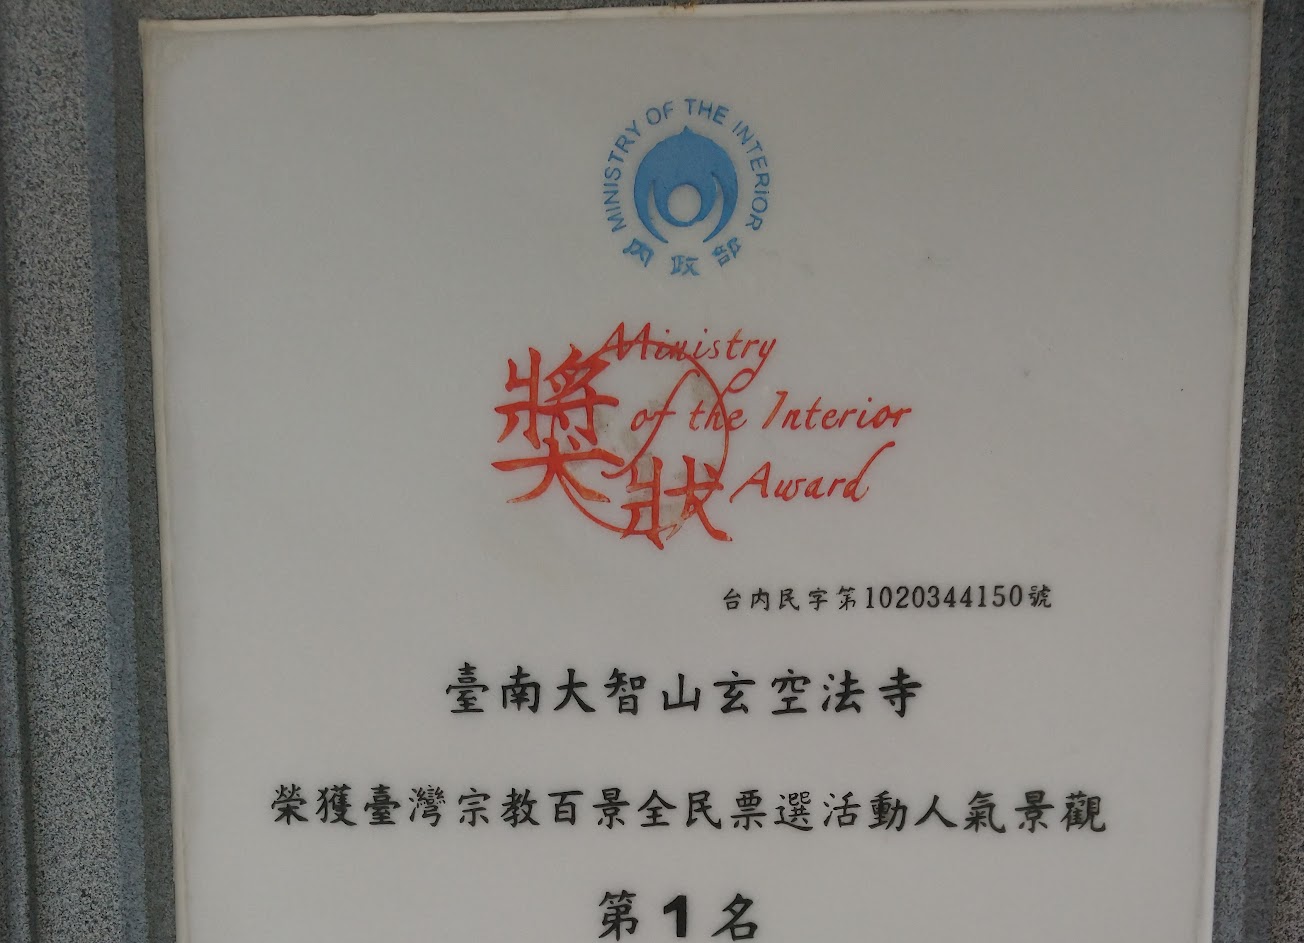 MINISTRY OF THE INTERIOR
內政部
獎狀
Ministry
of the Interior
Award
台內民字第1020344150號
臺南大智山玄空法寺
榮獲臺灣宗教百景全民票選活動人氣景觀
第1名